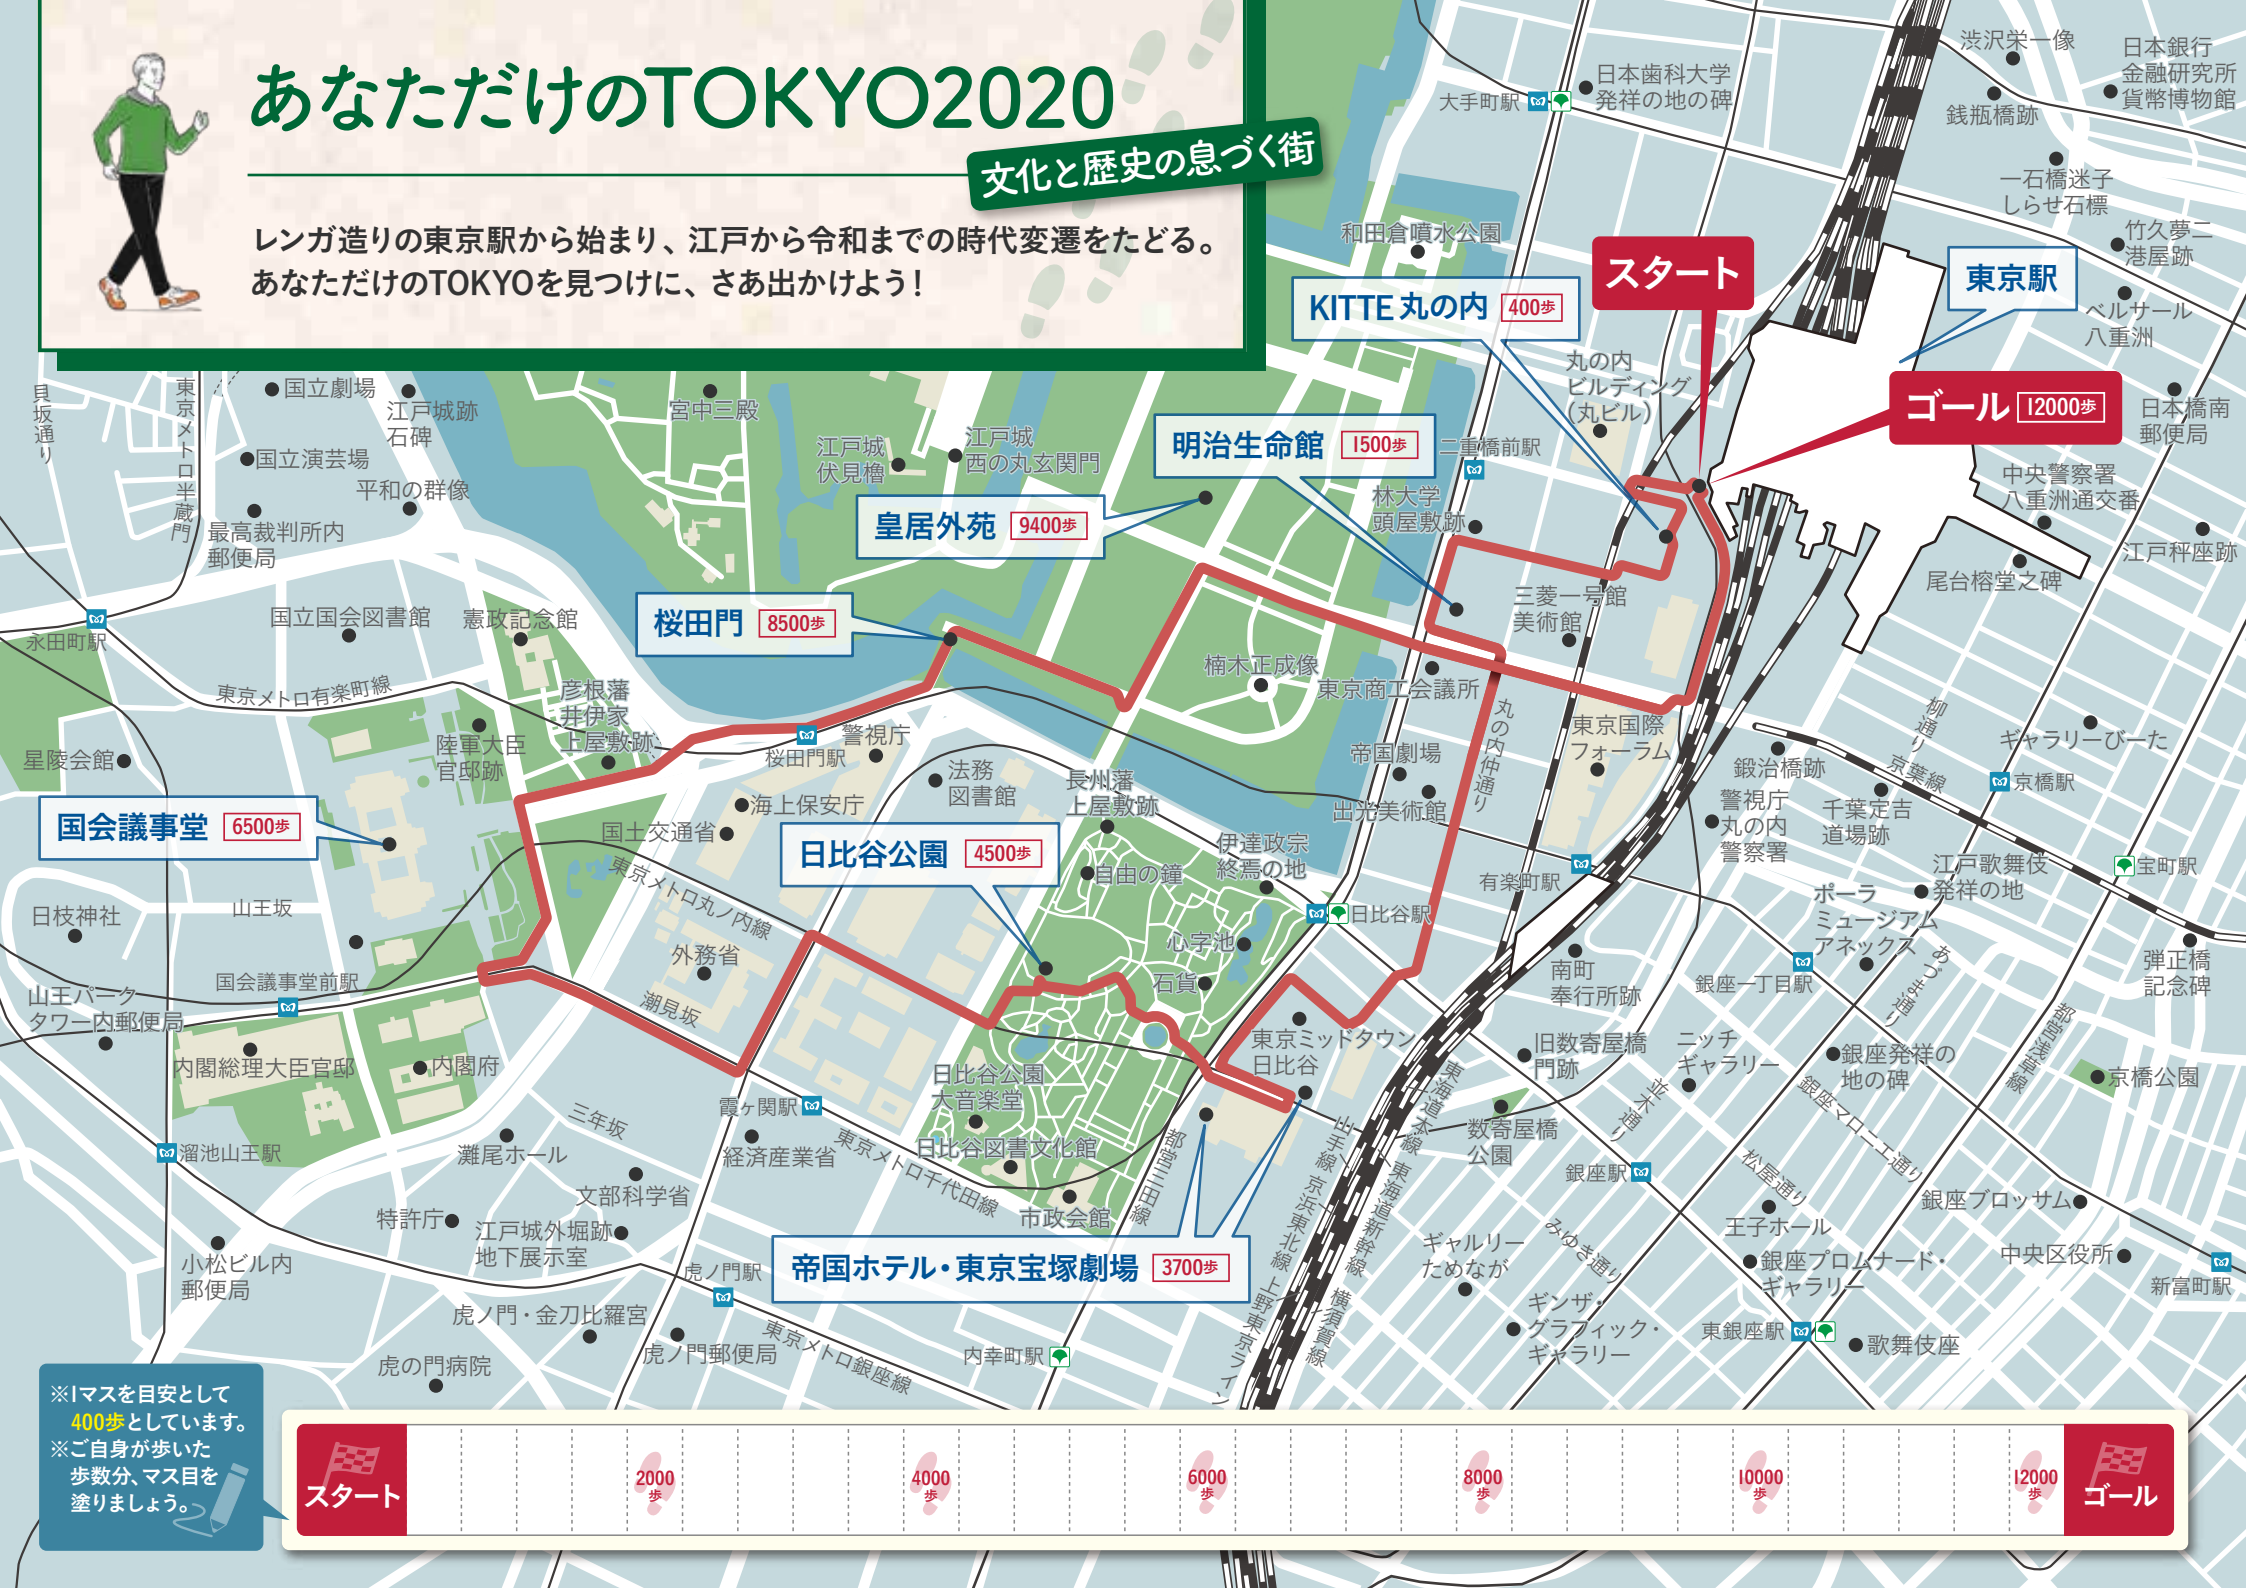 あなただけのTOKYO2020
文化と歴史の息づく街
レンガ造りの東京駅から始まり、江戸から令和までの時代変遷をたどる。
あなただけのTOKYOを見つけに、さあ出かけよう!
渋沢栄一像
日本銀行
金融研究所
貨幣博物館
銭瓶橋跡
大手町駅
日本歯科大学
発祥の地の碑
一石橋迷子
しらせ石標
竹久夢二
港屋跡
和田倉噴水公園
スタート
東京駅
KITTE 丸の内 400歩
ベルサール
八重洲
丸の内
ビルディング
(丸ビル)
ゴール 12000歩
日本橋南
郵便局
貝坂通り
東京メトロ半蔵門
国立劇場
江戸城跡
石碑
宮中三殿
江戸城
伏見櫓
江戸城
西の丸玄関門
明治生命館 1500歩
二重橋前駅
国立演芸場
平和の群像
中央警察署
八重洲通交番
林大学
頭屋敷跡
皇居外苑 9400歩
最高裁判所内
郵便局
江戸秤座跡
尾台榕堂之碑
国立国会図書館
憲政記念館
桜田門 8500歩
三菱一号館
美術館
永田町駅
楠木正成像
東京商工会議所
東京メトロ有楽町線
彦根藩
井伊家
上屋敷跡
丸の内仲通り
東京国際
フォーラム
柳通り
陸軍大臣
官邸跡
警視庁
桜田門駅
帝国劇場
ギャラリーびーた
星陵会館
法務
図書館
長州藩
上屋敷跡
鍛治橋跡
京葉線
京橋駅
海上保安庁
出光美術館
警視庁
丸の内
警察署
千葉定吉
道場跡
国会議事堂 6500歩
国土交通省
日比谷公園 4500歩
伊達政宗
終焉の地
自由の鐘
東京メトロ丸ノ内線
有楽町駅
江戸歌舞伎
発祥の地
宝町駅
ポーラ
ミュージアム
アネックス
日枝神社
山王坂
日比谷駅
心字池
外務省
石貨
南町
奉行所跡
銀座一丁目駅
あづま通り
弾正橋
記念碑
国会議事堂前駅
山王パーク
タワー内郵便局
潮見坂
東京ミッドタウン
日比谷
旧数寄屋橋
門跡
ニッチ
ギャラリー
銀座発祥の
地の碑
都営浅草線
内閣総理大臣官邸
内閣府
日比谷公園
大音楽堂
京橋公園
並木通り
銀座マロニエ通り
霞ヶ関駅
三年坂
数寄屋橋
公園
東海道本線
溜池山王駅
灘尾ホール
経済産業省
東京メトロ千代田線
日比谷図書文化館
都営三田線
山手線 京浜東北線 上野東京ライン
東海道新幹線
横須賀線
銀座駅
松屋通り
文部科学省
市政会館
銀座ブロッサム
特許庁
江戸城外堀跡
地下展示室
王子ホール
みゆき通り
ギャルリー
ためなが
銀座プロムナード・
ギャラリー
中央区役所
小松ビル内
郵便局
虎ノ門駅
帝国ホテル・東京宝塚劇場 3700歩
新富町駅
虎ノ門・金刀比羅宮
虎ノ門郵便局
東京メトロ銀座線
内幸町駅
ギンザ・
グラフィック・
ギャラリー
東銀座駅
歌舞伎座
虎の門病院
※1マスを目安として
400歩としています。
※ご自身が歩いた
歩数分、マス目を
塗りましょう。
スタート
2000
歩
4000
歩
6000
歩
8000
歩
10000
歩
12000
歩
ゴール